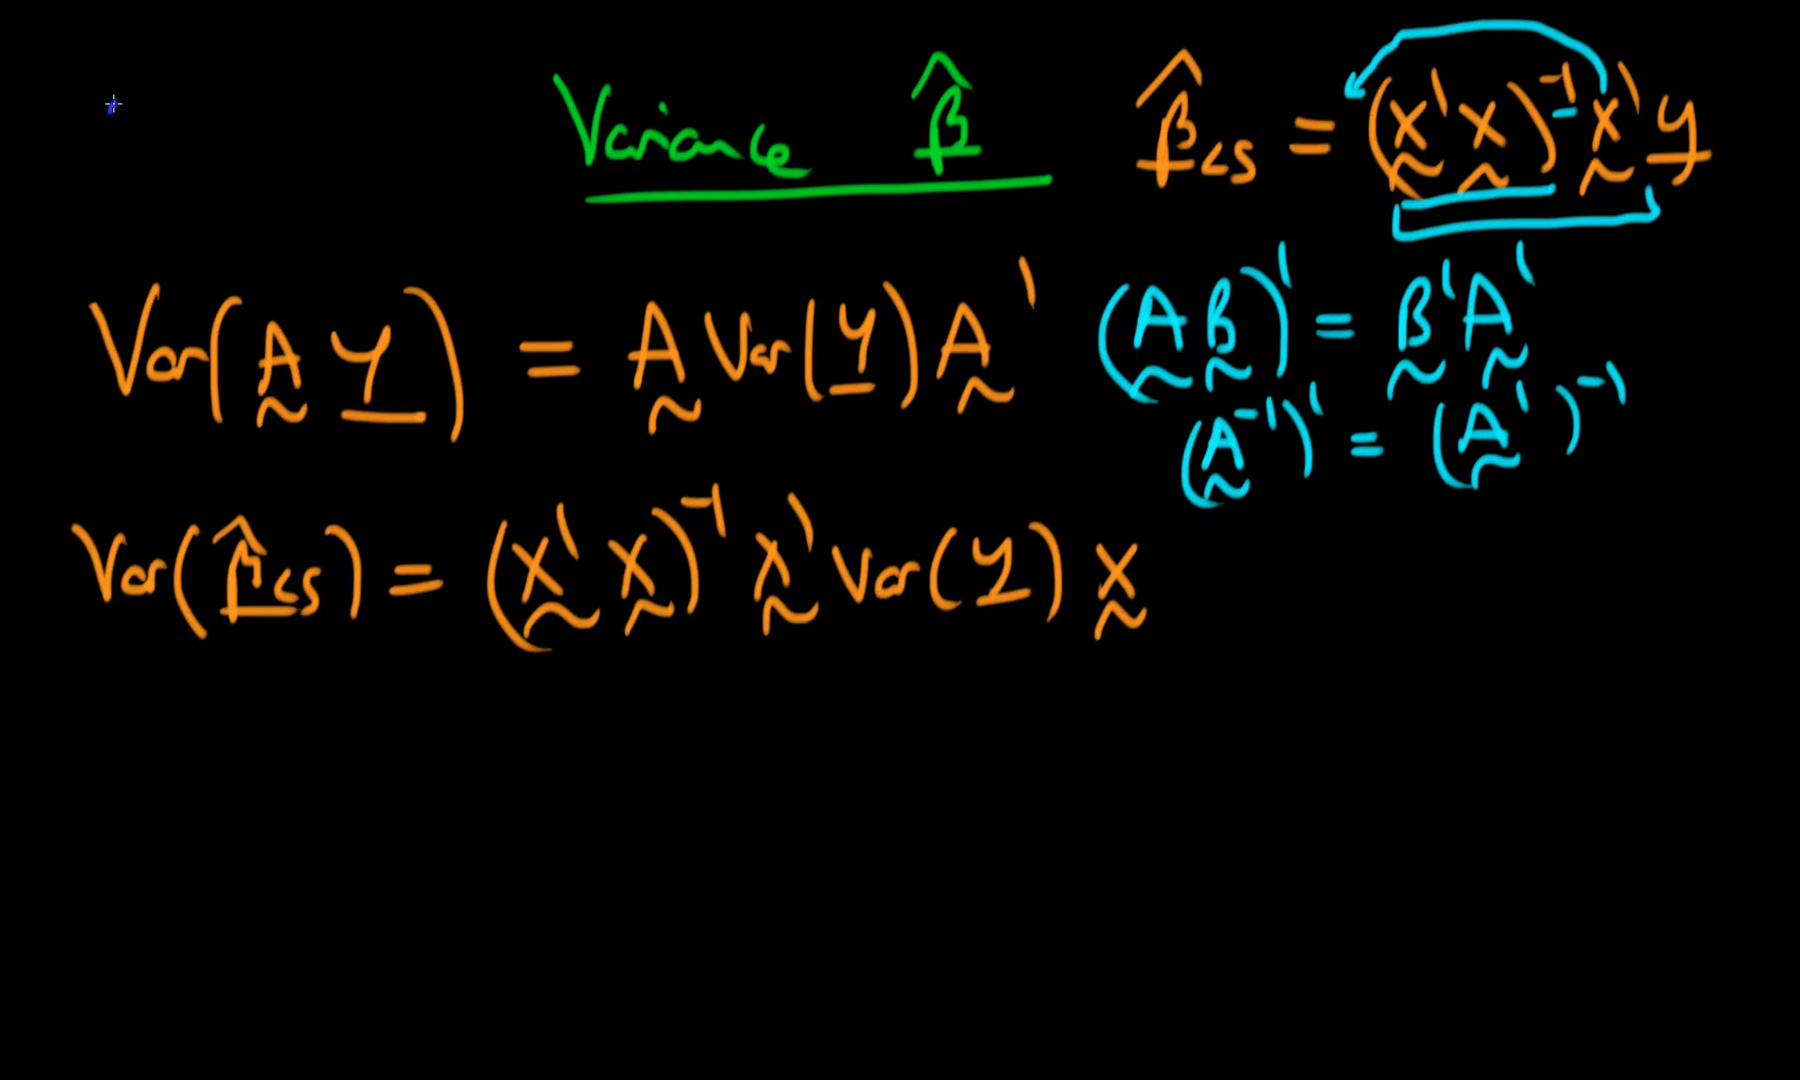 Variance β̂ β̂LS = (X'X)⁻¹X'y
Var(AY) = A Var(Y)A' (AB)' = B'A'
(A⁻¹)' = (A')⁻¹
Var(β̂LS) = (X'X)⁻¹X'Var(Y)X